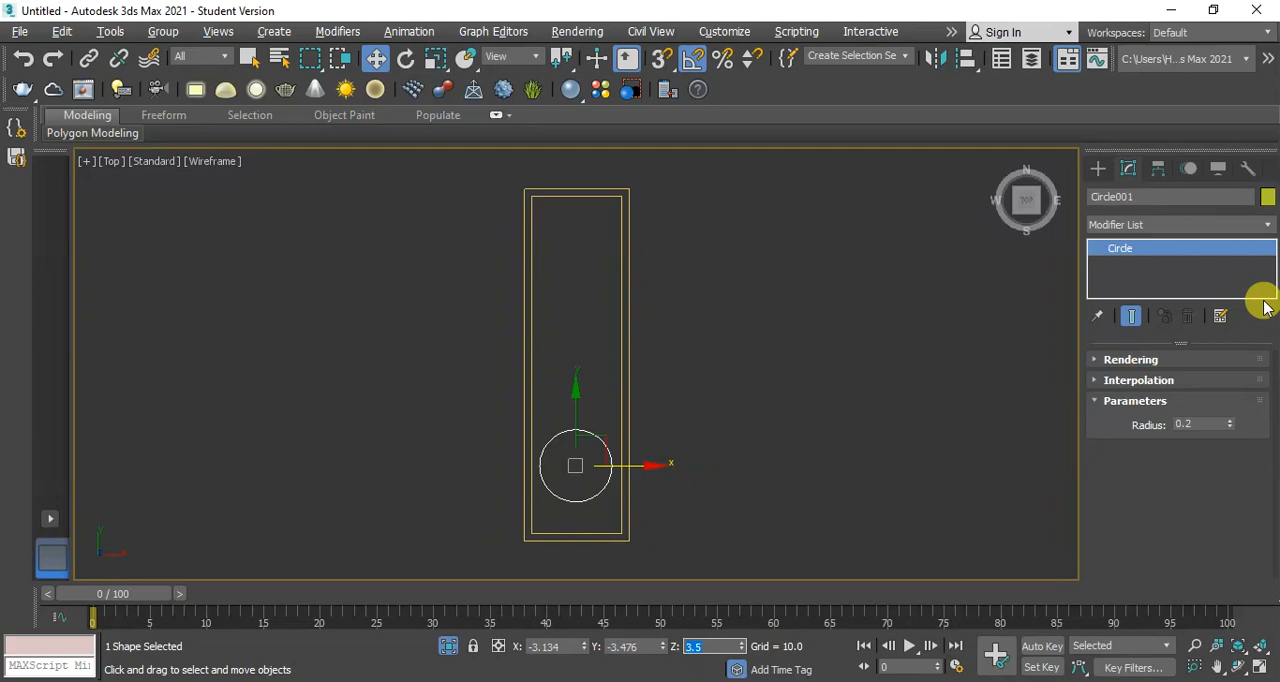 Untitled - Autodesk 3ds Max 2021 - Student Version
File Edit Tools Group Views Create Modifiers Animation Graph Editors Rendering Civil View Customize Scripting Interactive » Sign In Workspaces: Default
All View Create Selection Se C:\Users\H...s Max 2021 »
Modeling Freeform Selection Object Paint Populate
Polygon Modeling
[+] [Top] [Standard] [Wireframe]
N
W TOP E
S
Circle001
Modifier List
Circle
Rendering
Interpolation
Parameters
Radius: 0.2
Y
x
Y
< 0 / 100 >
0 5 10 15 20 25 30 35 40 45 50 55 60 65 70 75 80 85 90 95 100
1 Shape Selected X: -3.134 Y: -3.476 Z: 3.5 Grid = 10.0 Auto Key Selected
MAXScript Mi: Click and drag to select and move objects Add Time Tag 0 Set Key Key Filters...